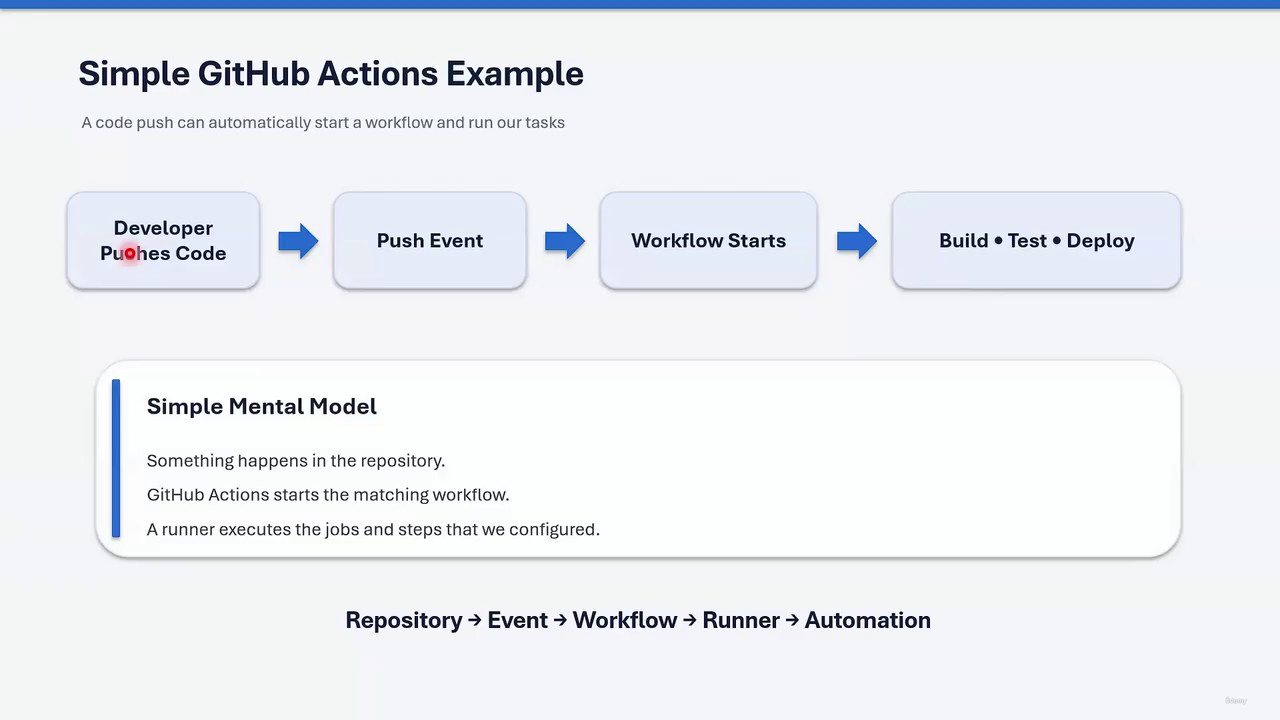 Simple GitHub Actions Example
A code push can automatically start a workflow and run our tasks
Developer
Pushes Code
Push Event
Workflow Starts
Build • Test • Deploy
Simple Mental Model
Something happens in the repository.
GitHub Actions starts the matching workflow.
A runner executes the jobs and steps that we configured.
Repository → Event → Workflow → Runner → Automation